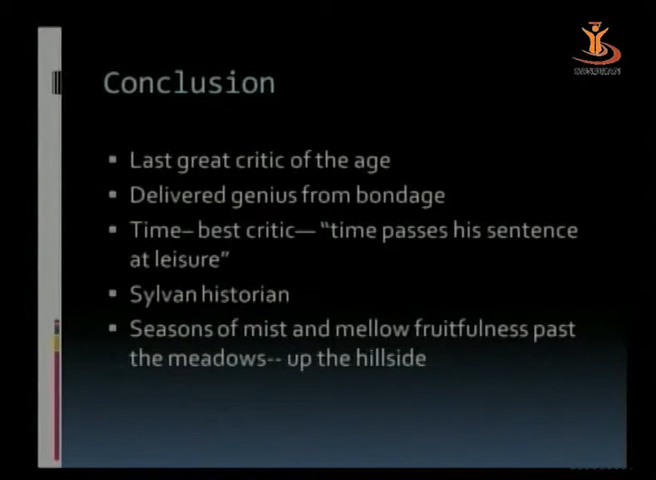 Conclusion
▪ Last great critic of the age
▪ Delivered genius from bondage
▪ Time– best critic— “time passes his sentence
at leisure”
▪ Sylvan historian
▪ Seasons of mist and mellow fruitfulness past
the meadows-- up the hillside